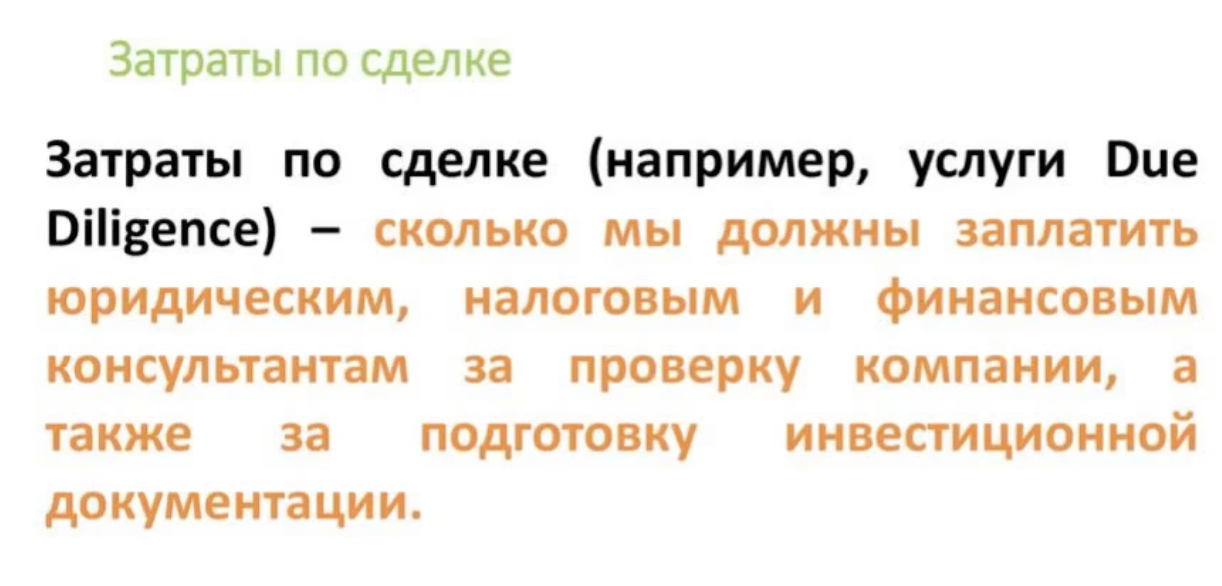 Затраты по сделке
Затраты по сделке (например, услуги Due
Diligence) – сколько мы должны заплатить
юридическим, налоговым и финансовым
консультантам за проверку компании, а
также за подготовку инвестиционной
документации.